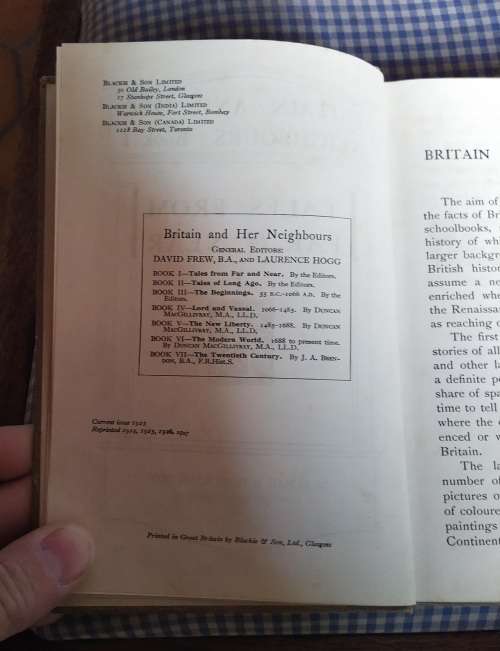 BLACKIE & SON LIMITED
50 Old Bailey, London
17 Stanhope Street, Glasgow
BLACKIE & SON (INDIA) LIMITED
Warwick House, Fort Street, Bombay
BLACKIE & SON (CANADA) LIMITED
1118 Bay Street, Toronto
Britain and Her Neighbours
GENERAL EDITORS:
DAVID FREW, B.A., AND LAURENCE HOGG
BOOK I—Tales from Far and Near. By the Editors.
BOOK II—Tales of Long Ago. By the Editors.
BOOK III—The Beginnings. 55 B.C.-1066 A.D. By the
Editors.
BOOK IV—Lord and Vassal. 1066-1485. By DUNCAN
MACGILLIVRAY, M.A., LL.D.
BOOK V—The New Liberty. 1485-1688. By DUNCAN
MACGILLIVRAY, M.A., LL.D.
BOOK VI—The Modern World. 1688 to present time.
By DUNCAN MACGILLIVRAY, M.A., LL.D.
BOOK VII—The Twentieth Century. By J. A. BREN-
DON, B.A., F.R.Hist.S.
Current issue
Reprinted
Printed in Great Britain by Blackie & Son, Ltd., Glasgow
BRITAIN
The aim of
the facts of Br
schoolbooks,
history of wh
larger backgr
British histo
assume a ne
enriched wh
the Renaissan
as reaching
The first
stories of all
and other la
a definite pe
share of spa
time to tell
where the
enced or w
Britain.
The la
number of
pictures o
of coloure
paintings
Continent